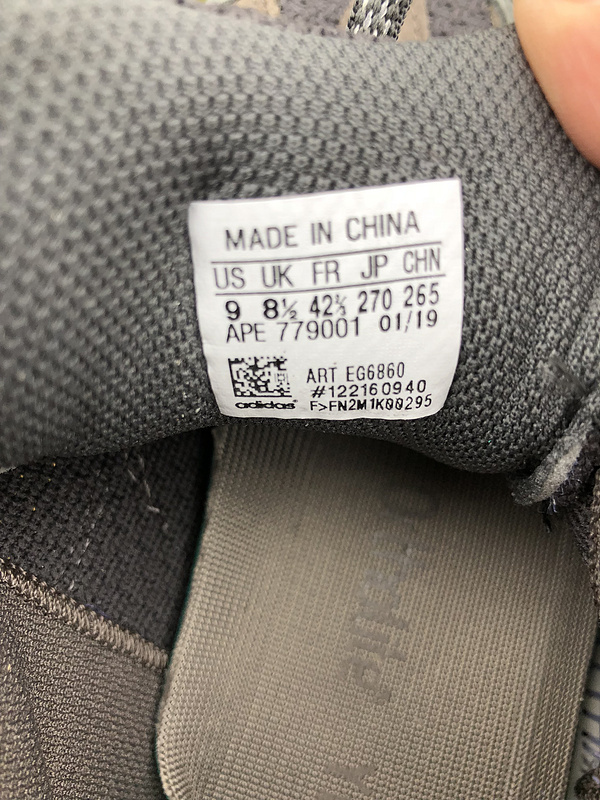 MADE IN CHINA
US UK FR JP CHN
9 8½ 42⅔ 270 265
APE 779001 01/19
ART EG6860
#122160940
adidas
F>FN2M1K00295